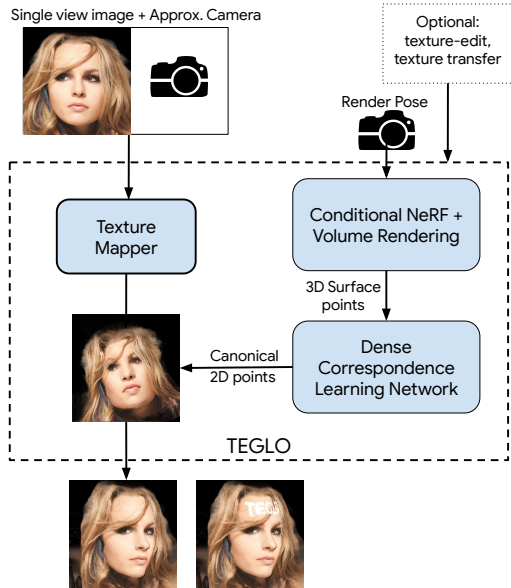 Single view image + Approx. Camera
Optional:
texture-edit,
texture transfer
Render Pose
Texture
Mapper
Conditional NeRF +
Volume Rendering
3D Surface
points
Canonical
2D points
Dense
Correspondence
Learning Network
TEGLO
TEGLO